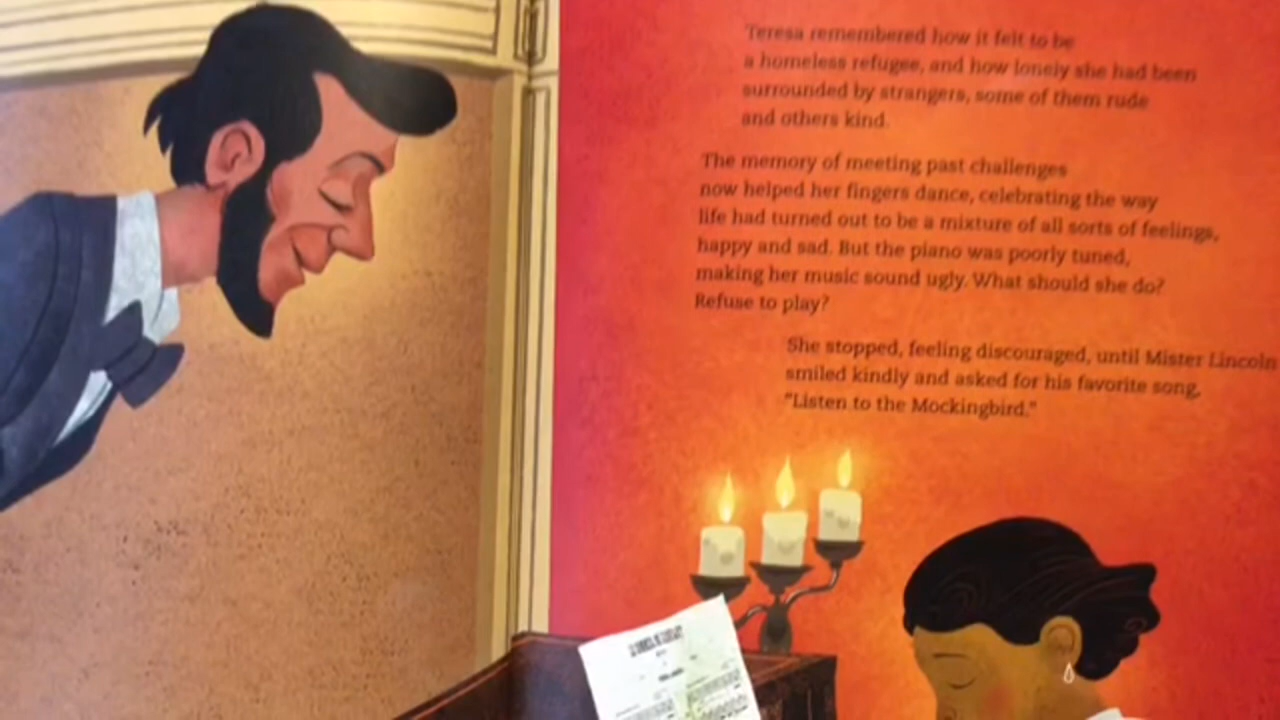 Teresa remembered how it felt to be
a homeless refugee, and how lonely she had been
surrounded by strangers, some of them rude
and others kind.
The memory of meeting past challenges
now helped her fingers dance, celebrating the way
life had turned out to be a mixture of all sorts of feelings,
happy and sad. But the piano was poorly tuned,
making her music sound ugly. What should she do?
Refuse to play?
She stopped, feeling discouraged, until Mister Lincoln
smiled kindly and asked for his favorite song,
"Listen to the Mockingbird."